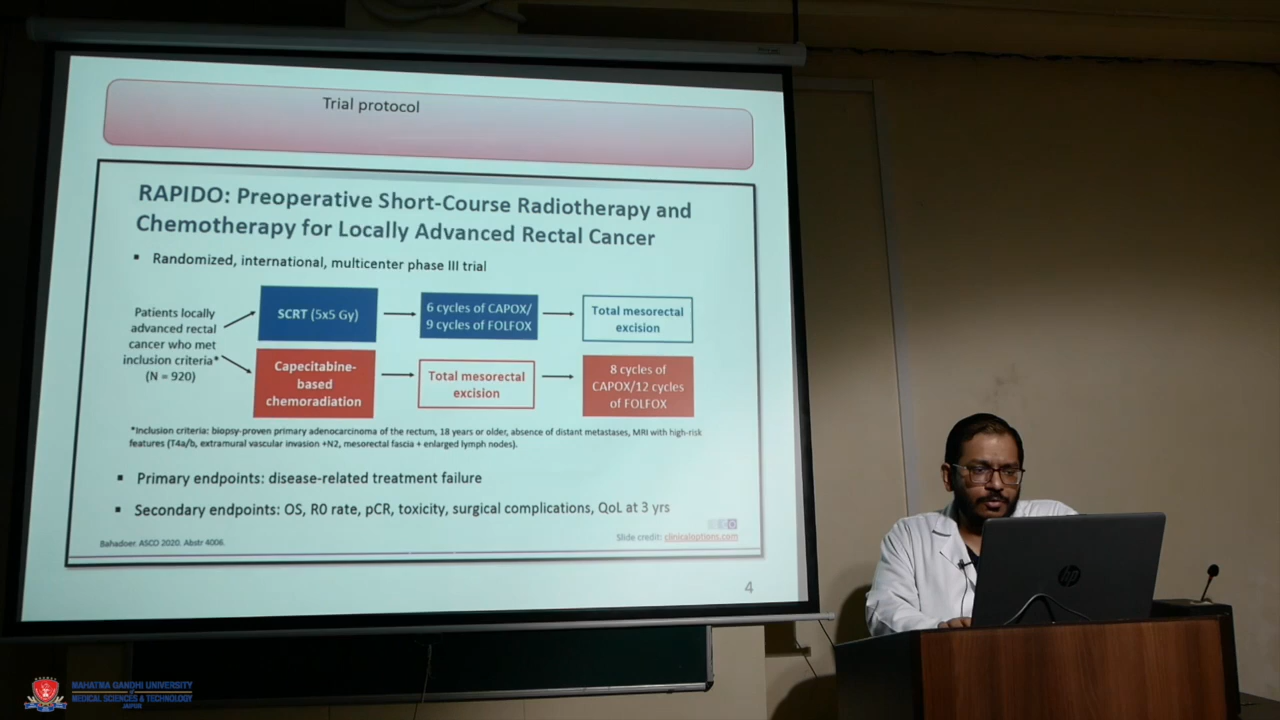 Trial protocol
RAPIDO: Preoperative Short-Course Radiotherapy and
Chemotherapy for Locally Advanced Rectal Cancer
▪ Randomized, international, multicenter phase III trial
Patients locally
advanced rectal
cancer who met
inclusion criteria*
(N = 920)
SCRT (5x5 Gy)
6 cycles of CAPOX/
9 cycles of FOLFOX
Total mesorectal
excision
Capecitabine-
based
chemoradiation
Total mesorectal
excision
8 cycles of
CAPOX/12 cycles
of FOLFOX
*Inclusion criteria: biopsy-proven primary adenocarcinoma of the rectum, 18 years or older, absence of distant metastases, MRI with high-risk
features (T4a/b, extramural vascular invasion +N2, mesorectal fascia + enlarged lymph nodes).
▪ Primary endpoints: disease-related treatment failure
▪ Secondary endpoints: OS, R0 rate, pCR, toxicity, surgical complications, QoL at 3 yrs
Bahadoer. ASCO 2020. Abstr 4006.
Slide credit: clinicaloptions.com
4
hp
MAHATMA GANDHI UNIVERSITY
of
MEDICAL SCIENCES & TECHNOLOGY
JAIPUR